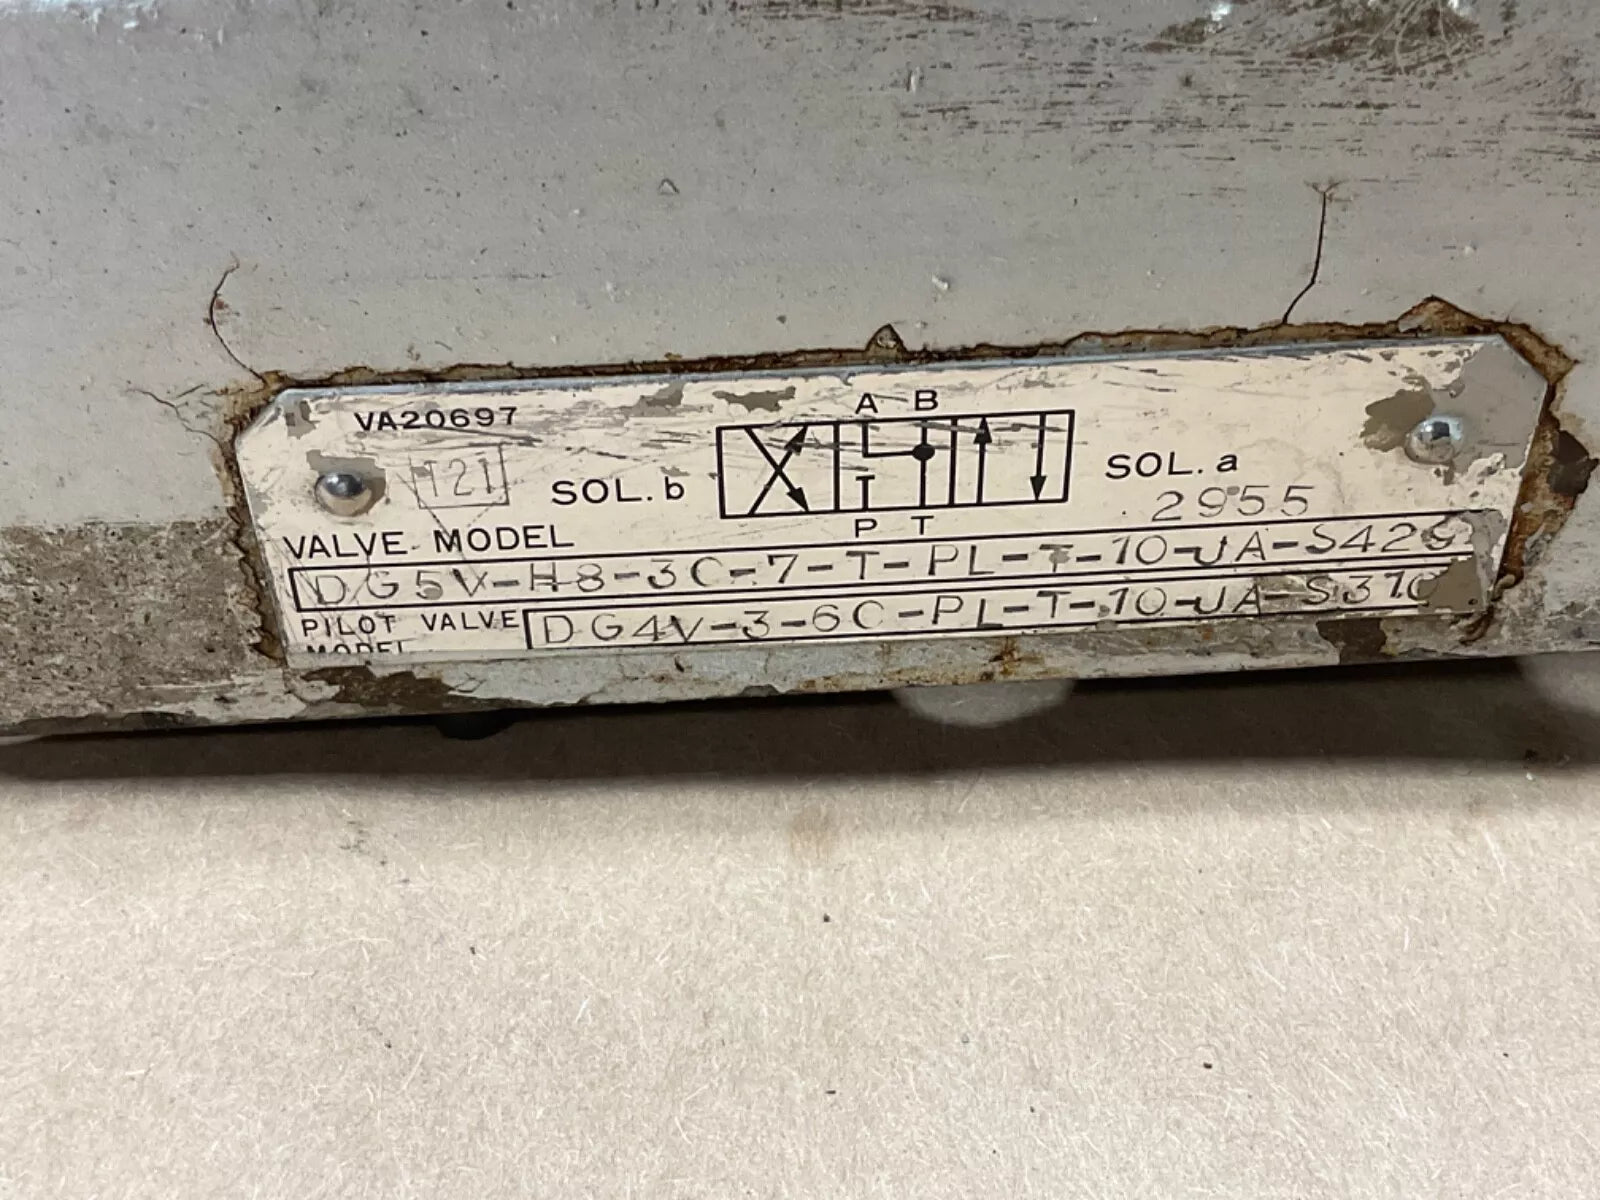 VA20697
A B
T21
SOL.b
SOL.a
P T
2955
VALVE MODEL
DG5V-H8-3C-7-T-PL-T-10-JA-S429
PILOT VALVE
DG4V-3-6C-PL-T-10-JA-S310
MODEL